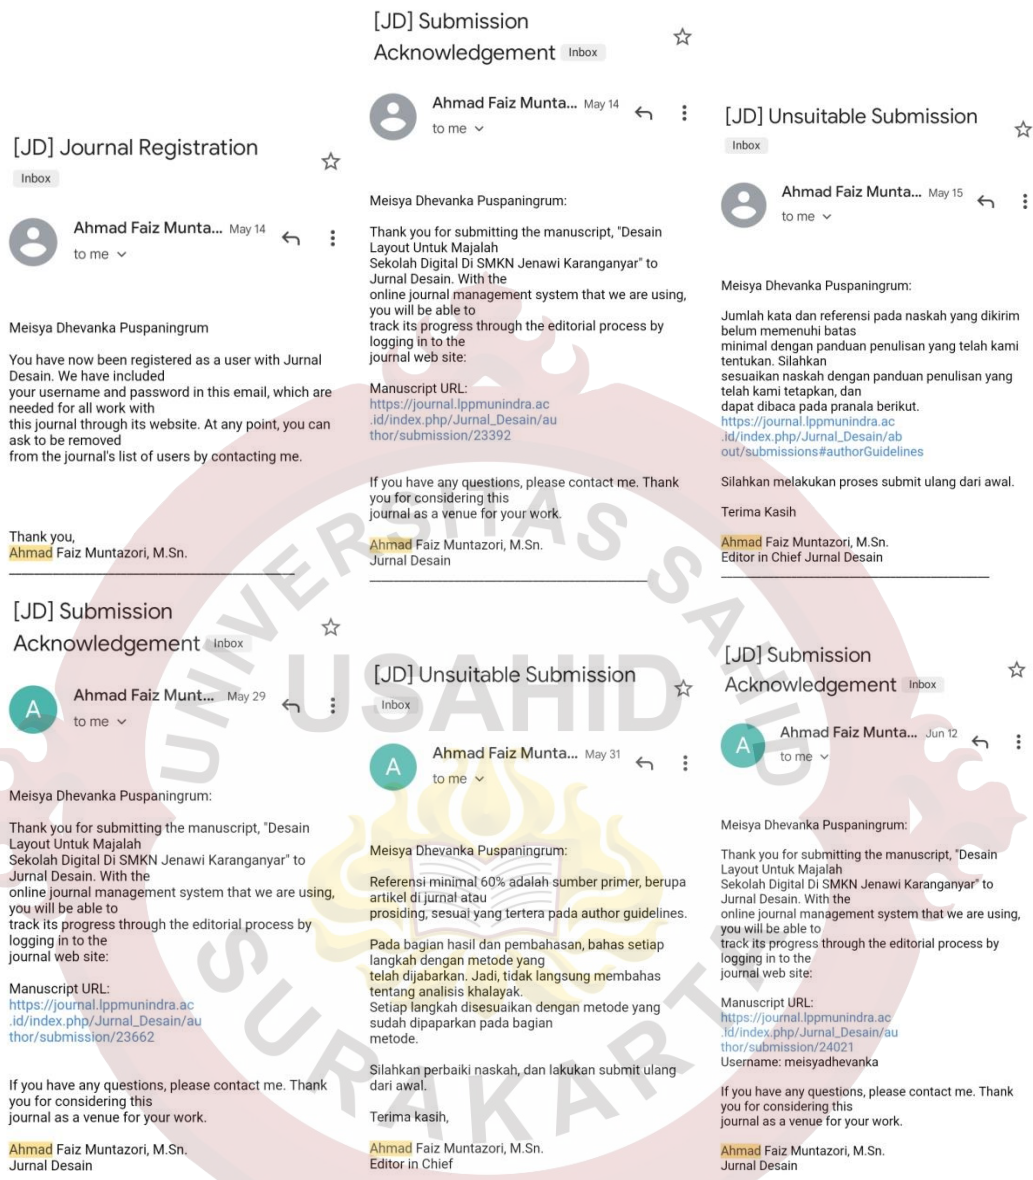 [JD] Journal Registration
Inbox
Ahmad Faiz Munta... May 14
to me
Meisya Dhevanka Puspaningrum
You have now been registered as a user with Jurnal
Desain. We have included
your username and password in this email, which are
needed for all work with
this journal through its website. At any point, you can
ask to be removed
from the journal's list of users by contacting me.
Thank you,
Ahmad Faiz Muntazori, M.Sn.
[JD] Submission
Acknowledgement Inbox
Ahmad Faiz Munta... May 14
to me
Meisya Dhevanka Puspaningrum:
Thank you for submitting the manuscript, "Desain
Layout Untuk Majalah
Sekolah Digital Di SMKN Jenawi Karanganyar" to
Jurnal Desain. With the
online journal management system that we are using,
you will be able to
track its progress through the editorial process by
logging in to the
journal web site:
Manuscript URL:
https://journal.lppmunindra.ac
.id/index.php/Jurnal_Desain/au
thor/submission/23392
If you have any questions, please contact me. Thank
you for considering this
journal as a venue for your work.
Ahmad Faiz Muntazori, M.Sn.
Jurnal Desain
[JD] Unsuitable Submission
Inbox
Ahmad Faiz Munta... May 15
to me
Meisya Dhevanka Puspaningrum:
Jumlah kata dan referensi pada naskah yang dikirim
belum memenuhi batas
minimal dengan panduan penulisan yang telah kami
tentukan. Silahkan
sesuaikan naskah dengan panduan penulisan yang
telah kami tetapkan, dan
dapat dibaca pada pranala berikut.
https://journal.lppmunindra.ac
.id/index.php/Jurnal_Desain/ab
out/submissions#authorGuidelines
Silahkan melakukan proses submit ulang dari awal.
Terima Kasih
Ahmad Faiz Muntazori, M.Sn.
Editor in Chief Jurnal Desain
[JD] Submission
Acknowledgement Inbox
A
Ahmad Faiz Munt... May 29
to me
Meisya Dhevanka Puspaningrum:
Thank you for submitting the manuscript, "Desain
Layout Untuk Majalah
Sekolah Digital Di SMKN Jenawi Karanganyar" to
Jurnal Desain. With the
online journal management system that we are using,
you will be able to
track its progress through the editorial process by
logging in to the
journal web site:
Manuscript URL:
https://journal.lppmunindra.ac
.id/index.php/Jurnal_Desain/au
thor/submission/23662
If you have any questions, please contact me. Thank
you for considering this
journal as a venue for your work.
Ahmad Faiz Muntazori, M.Sn.
Jurnal Desain
[JD] Unsuitable Submission
Inbox
A
Ahmad Faiz Munta... May 31
to me
Meisya Dhevanka Puspaningrum:
Referensi minimal 60% adalah sumber primer, berupa
artikel di jurnal atau
prosiding, sesuai yang tertera pada author guidelines.
Pada bagian hasil dan pembahasan, bahas setiap
langkah dengan metode yang
telah dijabarkan. Jadi, tidak langsung membahas
tentang analisis khalayak.
Setiap langkah disesuaikan dengan metode yang
sudah dipaparkan pada bagian
metode.
Silahkan perbaiki naskah, dan lakukan submit ulang
dari awal.
Terima kasih,
Ahmad Faiz Muntazori, M.Sn.
Editor in Chief
[JD] Submission
Acknowledgement Inbox
A
Ahmad Faiz Munta... Jun 12
to me
Meisya Dhevanka Puspaningrum:
Thank you for submitting the manuscript, "Desain
Layout Untuk Majalah
Sekolah Digital Di SMKN Jenawi Karanganyar" to
Jurnal Desain. With the
online journal management system that we are using,
you will be able to
track its progress through the editorial process by
logging in to the
journal web site:
Manuscript URL:
https://journal.lppmunindra.ac
.id/index.php/Jurnal_Desain/au
thor/submission/24021
Username: meisyadhevanka
If you have any questions, please contact me. Thank
you for considering this
journal as a venue for your work.
Ahmad Faiz Muntazori, M.Sn.
Jurnal Desain
UNIVERSITAS SAHID
USAHID
SURAKARTA